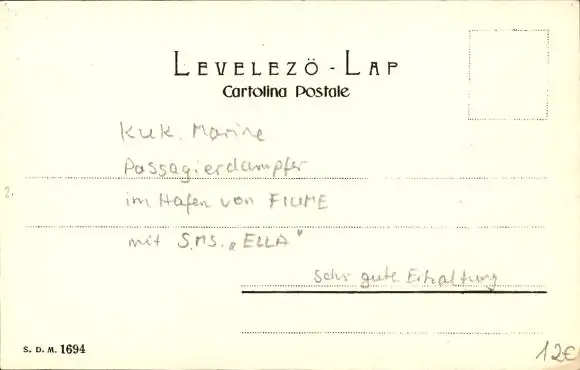 LEVELEZÖ - LAP
Cartolina Postale
KuK. Marine
Passagierdampfer
2.
im Hafen von FIUME
mit S.M.S. „ELLA"
Sehr gute Erhaltung
S. D. M. 1694
12€